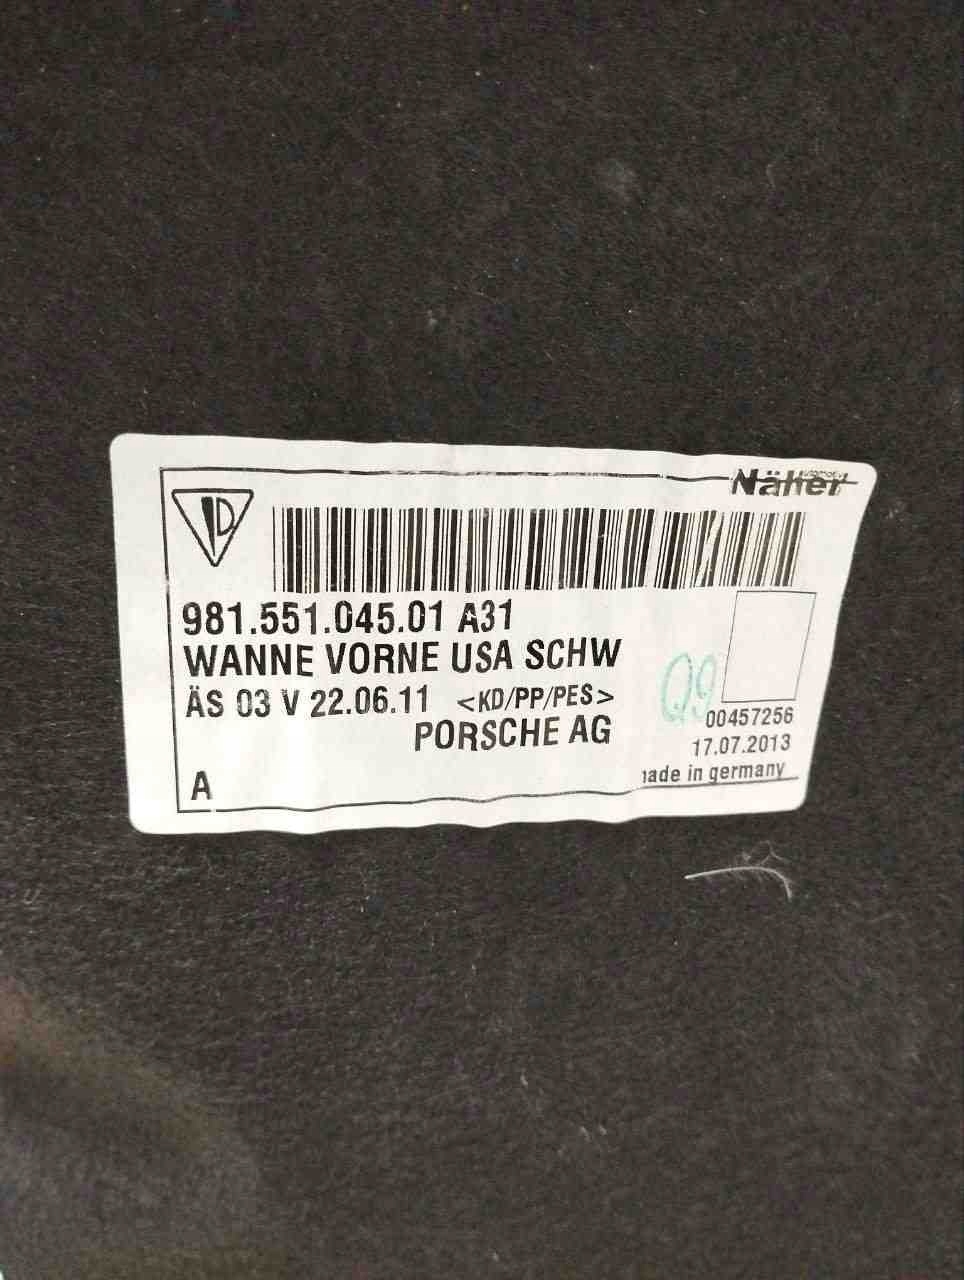 Näher
automotive
981.551.045.01 A31
WANNE VORNE USA SCHW
ÄS 03 V 22.06.11 <KD/PP/PES>
PORSCHE AG
Q9
00457256
17.07.2013
made in germany
A